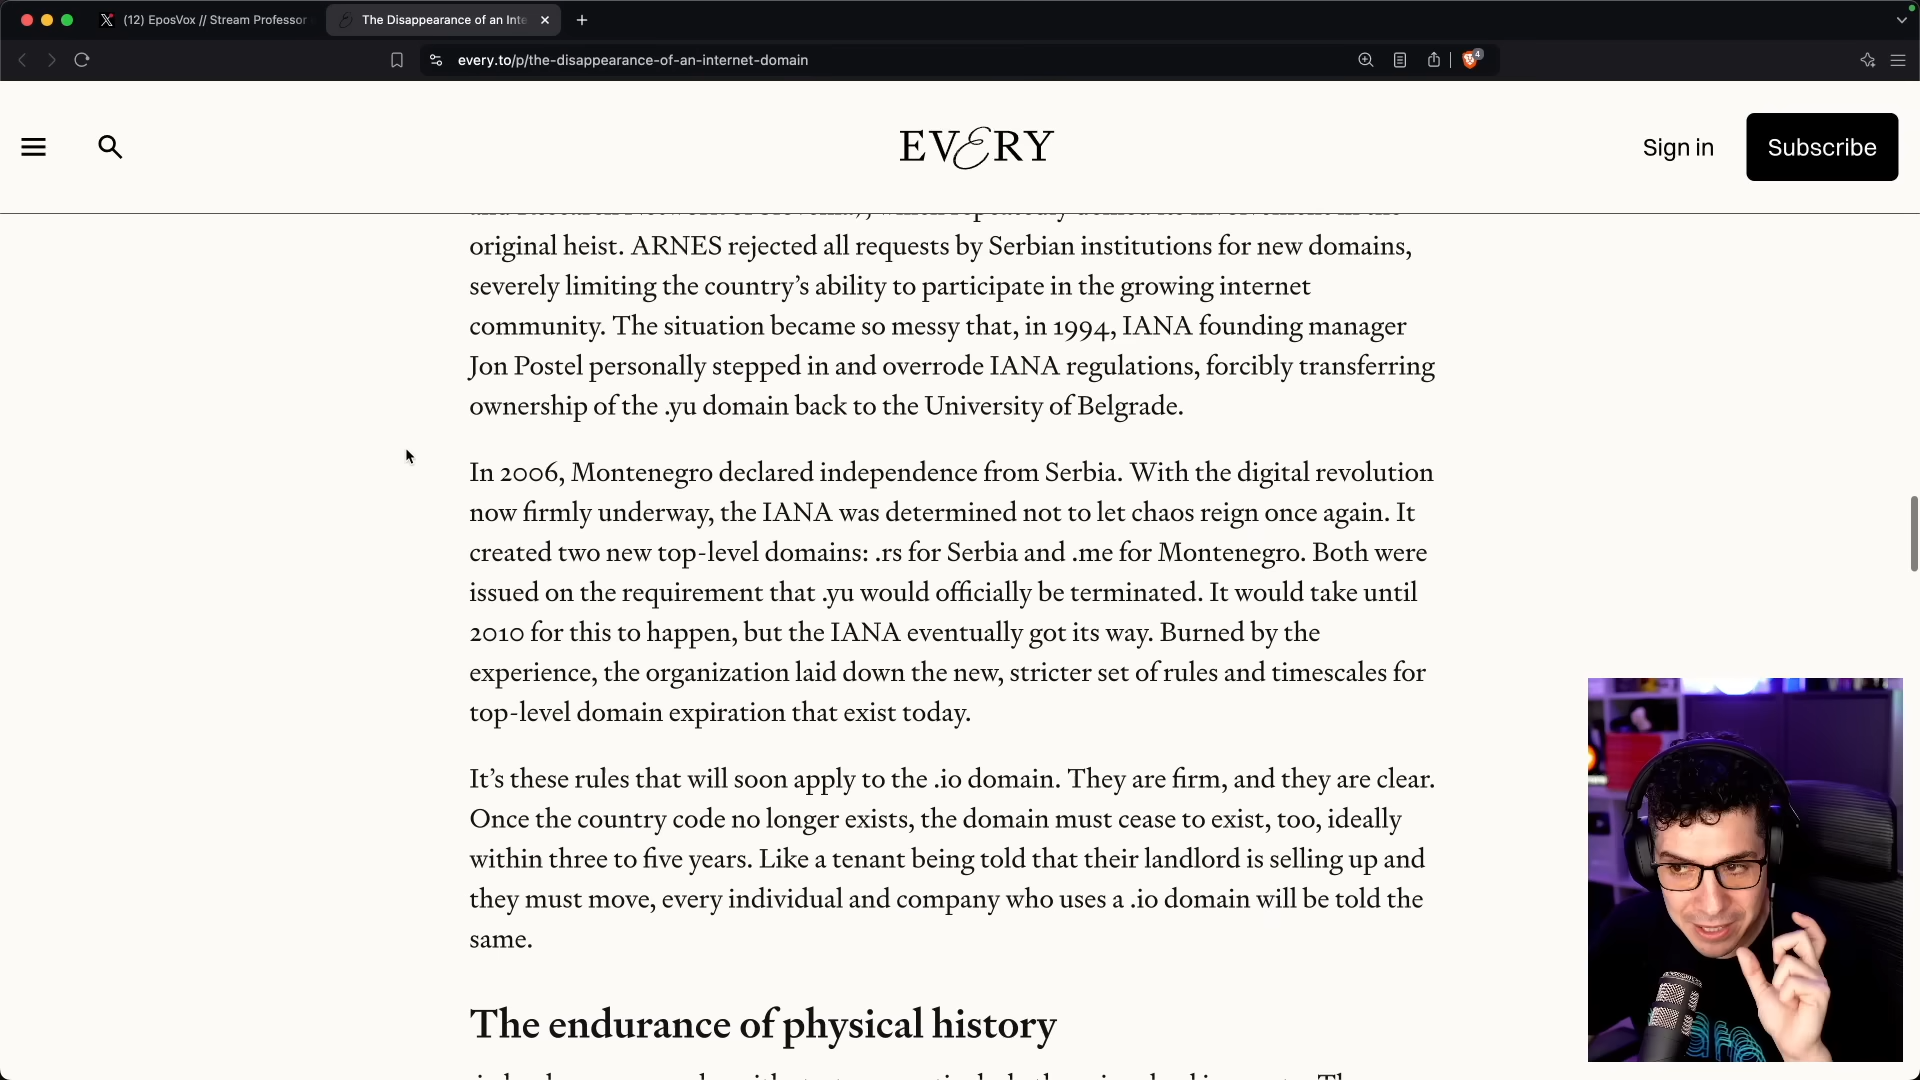 (12) EposVox // Stream Professor
The Disappearance of an Inte
every.to/p/the-disappearance-of-an-internet-domain
4
EVERY
Sign in
Subscribe
original heist. ARNES rejected all requests by Serbian institutions for new domains,
severely limiting the country’s ability to participate in the growing internet
community. The situation became so messy that, in 1994, IANA founding manager
Jon Postel personally stepped in and overrode IANA regulations, forcibly transferring
ownership of the .yu domain back to the University of Belgrade.
In 2006, Montenegro declared independence from Serbia. With the digital revolution
now firmly underway, the IANA was determined not to let chaos reign once again. It
created two new top-level domains: .rs for Serbia and .me for Montenegro. Both were
issued on the requirement that .yu would officially be terminated. It would take until
2010 for this to happen, but the IANA eventually got its way. Burned by the
experience, the organization laid down the new, stricter set of rules and timescales for
top-level domain expiration that exist today.
It’s these rules that will soon apply to the .io domain. They are firm, and they are clear.
Once the country code no longer exists, the domain must cease to exist, too, ideally
within three to five years. Like a tenant being told that their landlord is selling up and
they must move, every individual and company who uses a .io domain will be told the
same.
The endurance of physical history